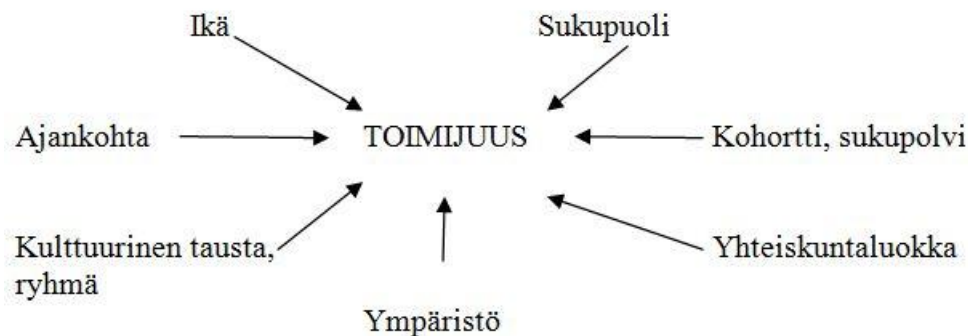 Ikä
Sukupuoli
Ajankohta
TOIMIJUUS
Kohortti, sukupolvi
Kulttuurinen tausta,
ryhmä
Yhteiskuntaluokka
Ympäristö